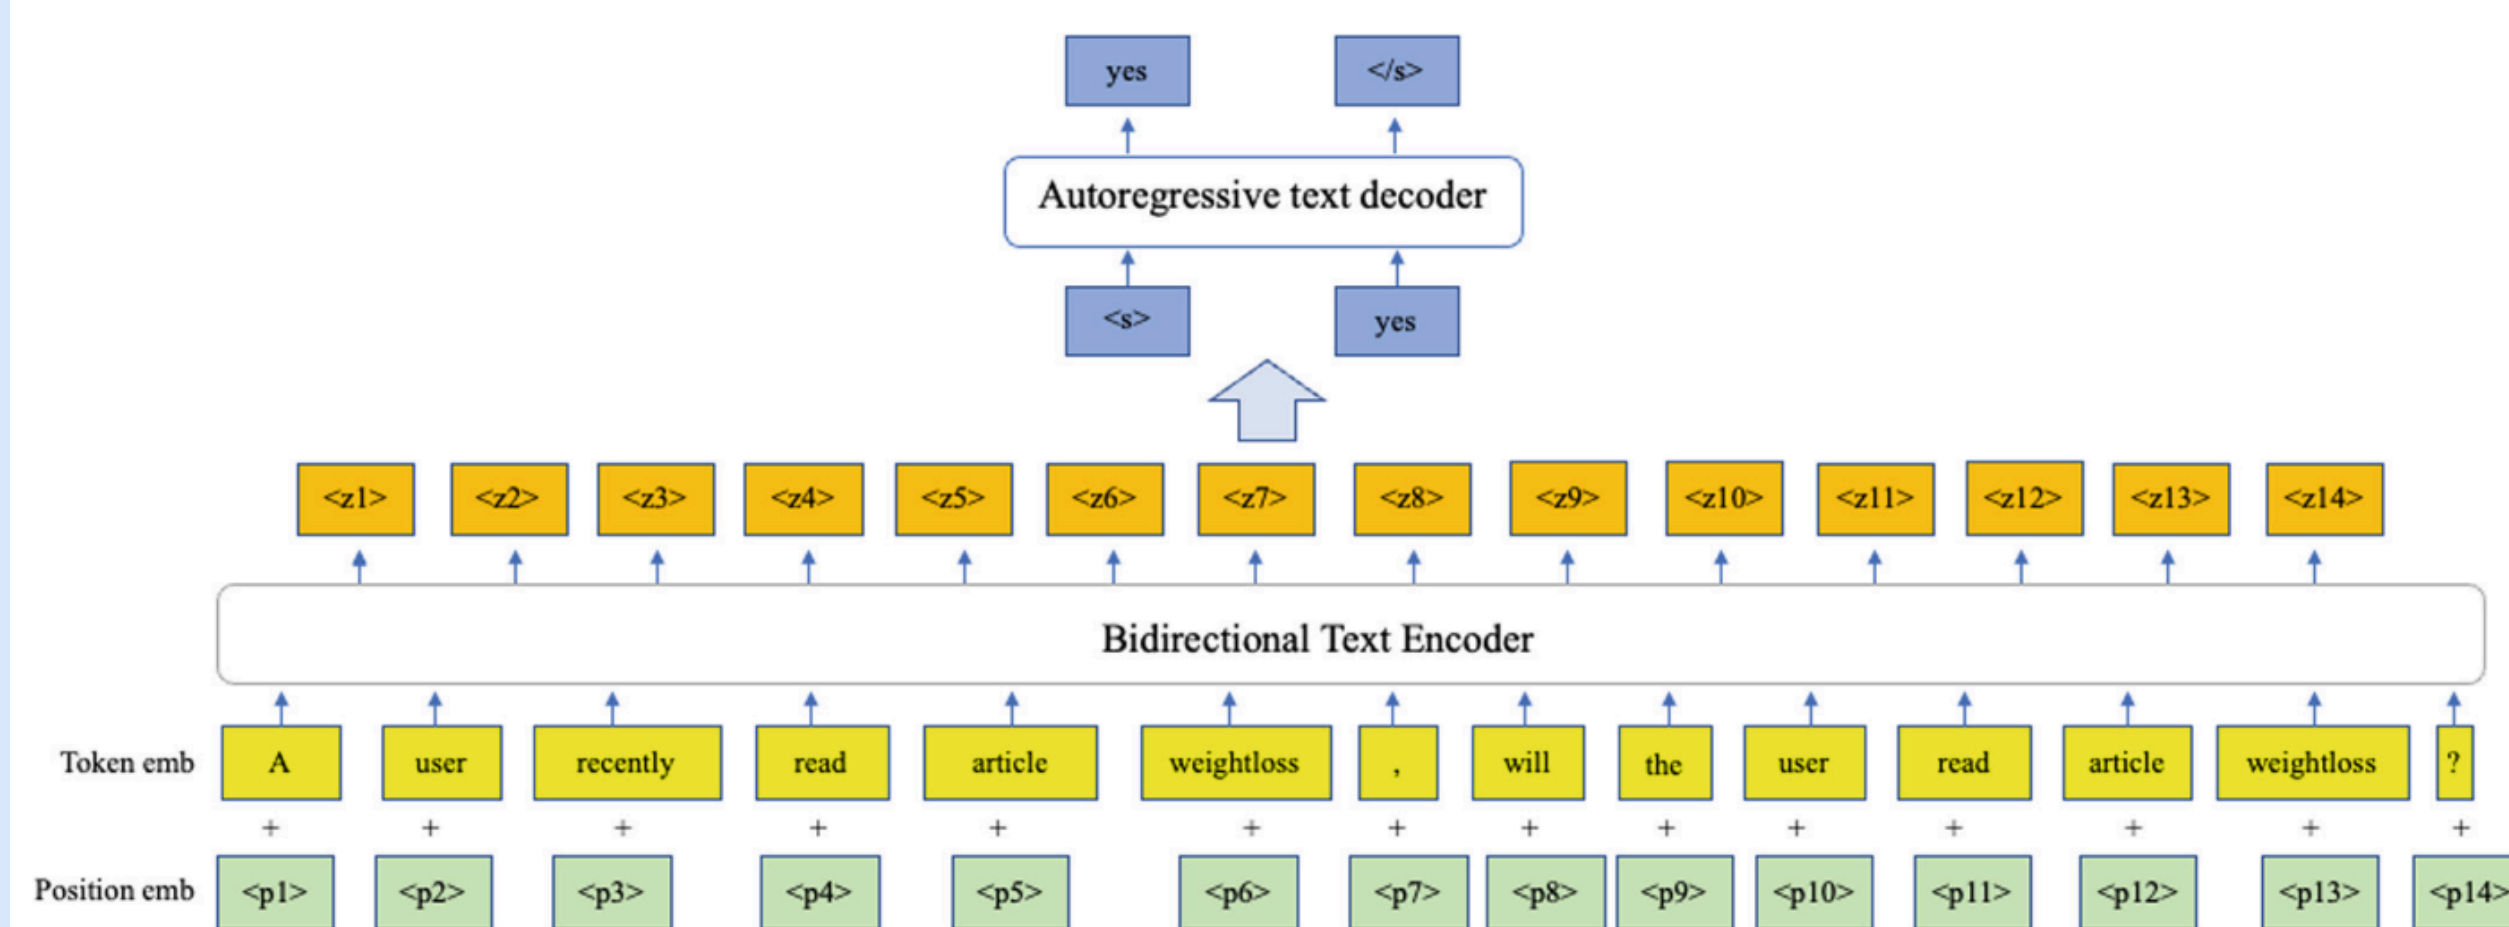 yes </s>
Autoregressive text decoder
<s> yes
<z1> <z2> <z3> <z4> <z5> <z6> <z7> <z8> <z9> <z10> <z11> <z12> <z13> <z14>
Bidirectional Text Encoder
Token emb A user recently read article weightloss , will the user read article weightloss ?
+ + + + + + + + + + + + + +
Position emb <p1> <p2> <p3> <p4> <p5> <p6> <p7> <p8> <p9> <p10> <p11> <p12> <p13> <p14>